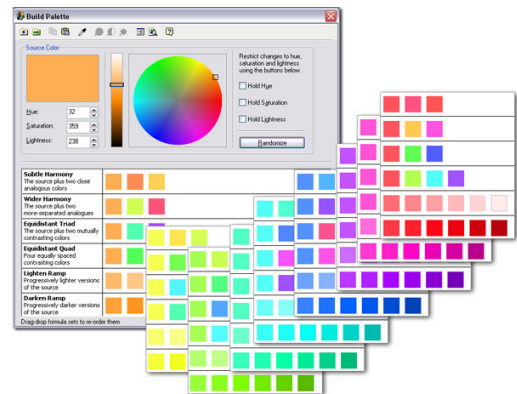 Build Palette
Source Color
Hue: 32
Saturation: 359
Lightness: 238
Restrict changes to hue,
saturation and lightness
using the buttons below.
Hold Hue
Hold Saturation
Hold Lightness
Randomize
Subtle Harmony
The source plus two close
analogous colors
Wider Harmony
The source plus two
more-separated analogues
Equidistant Triad
The source plus two mutually
contrasting colors
Equidistant Quad
Four equally spaced
contrasting colors
Lighten Ramp
Progressively lighter versions
of the source
Darken Ramp
Progressively darker versions
of the source
Drag-drop formula sets to re-order
them